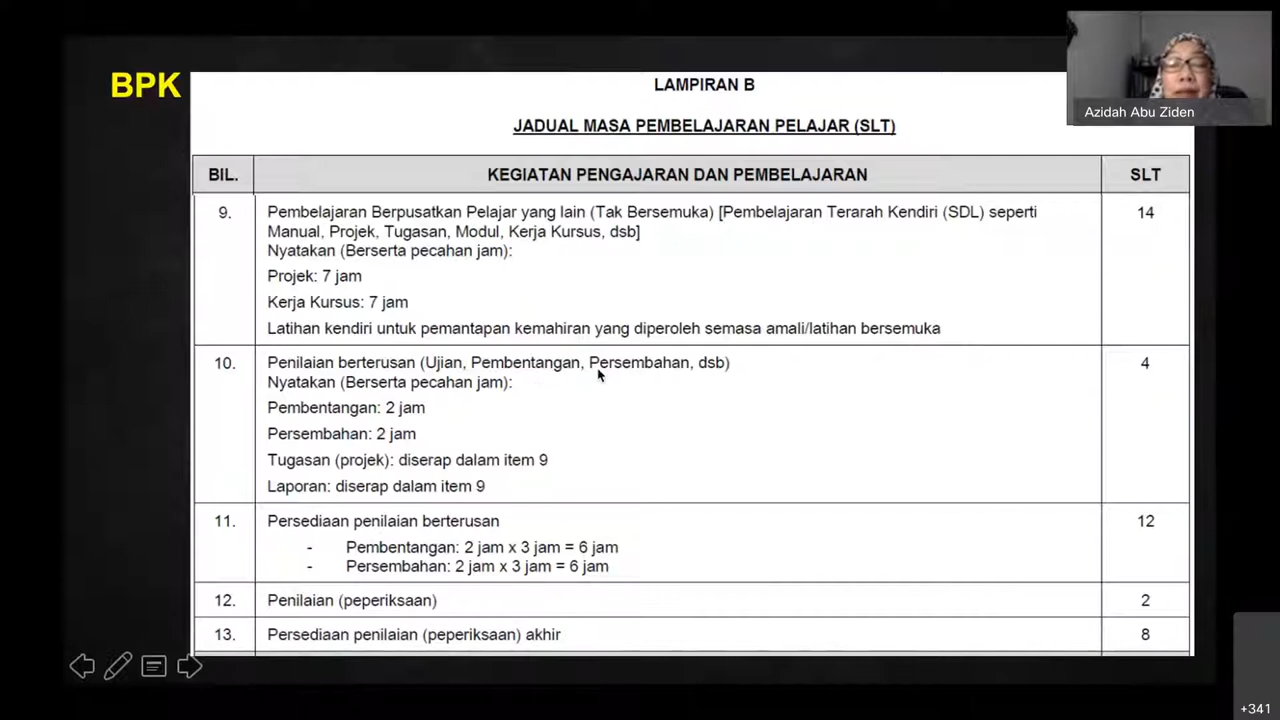 BPK
Azidah Abu Ziden
LAMPIRAN B
JADUAL MASA PEMBELAJARAN PELAJAR (SLT)
BIL. KEGIATAN PENGAJARAN DAN PEMBELAJARAN SLT
9. Pembelajaran Berpusatkan Pelajar yang lain (Tak Bersemuka) [Pembelajaran Terarah Kendiri (SDL) seperti 14
Manual, Projek, Tugasan, Modul, Kerja Kursus, dsb]
Nyatakan (Berserta pecahan jam):
Projek: 7 jam
Kerja Kursus: 7 jam
Latihan kendiri untuk pemantapan kemahiran yang diperoleh semasa amali/latihan bersemuka
10. Penilaian berterusan (Ujian, Pembentangan, Persembahan, dsb) 4
Nyatakan (Berserta pecahan jam):
Pembentangan: 2 jam
Persembahan: 2 jam
Tugasan (projek): diserap dalam item 9
Laporan: diserap dalam item 9
11. Persediaan penilaian berterusan 12
- Pembentangan: 2 jam x 3 jam = 6 jam
- Persembahan: 2 jam x 3 jam = 6 jam
12. Penilaian (peperiksaan) 2
13. Persediaan penilaian (peperiksaan) akhir 8
+341